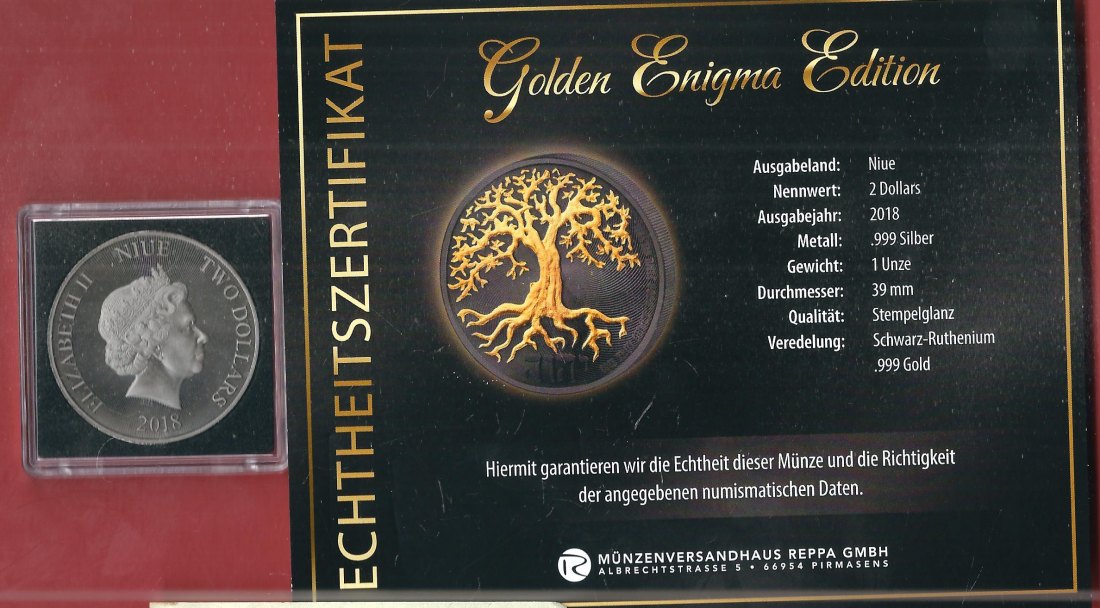 ELIZABETH II NIUE TWO DOLLARS
2018
ECHTHEITSZERTIFIKAT
Golden Enigma Edition
Ausgabeland: Niue
Nennwert: 2 Dollars
Ausgabejahr: 2018
Metall: .999 Silber
Gewicht: 1 Unze
Durchmesser: 39 mm
Qualität: Stempelglanz
Veredelung: Schwarz-Ruthenium
.999 Gold
Hiermit garantieren wir die Echtheit dieser Münze und die Richtigkeit
der angegebenen numismatischen Daten.
R MÜNZENVERSANDHAUS REPPA GMBH
ALBRECHTSTRASSE 5 • 66954 PIRMASENS